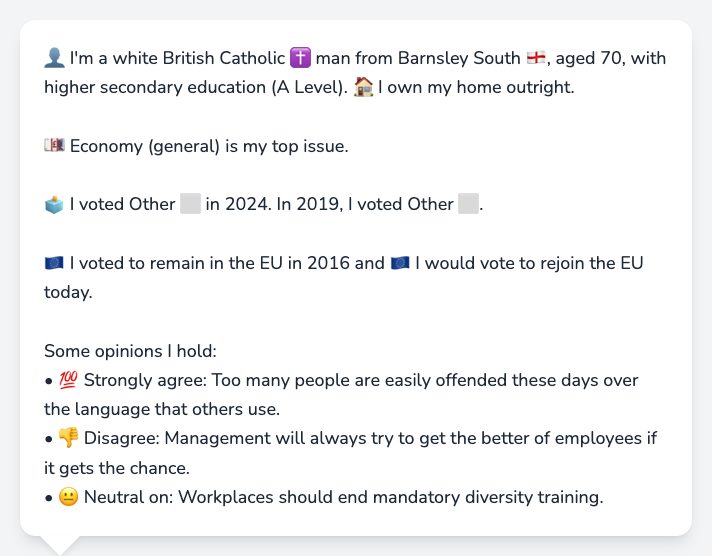 👤 I'm a white British Catholic ✝️ man from Barnsley South 🏴󠁧󠁢󠁥󠁮󠁧󠁿, aged 70, with
higher secondary education (A Level). 🏠 I own my home outright.
💷 Economy (general) is my top issue.
🗳️ I voted Other ⬜ in 2024. In 2019, I voted Other ⬜.
🇪🇺 I voted to remain in the EU in 2016 and 🇪🇺 I would vote to rejoin the EU
today.
Some opinions I hold:
• 💯 Strongly agree: Too many people are easily offended these days over
the language that others use.
• 👎 Disagree: Management will always try to get the better of employees if
it gets the chance.
• 😐 Neutral on: Workplaces should end mandatory diversity training.